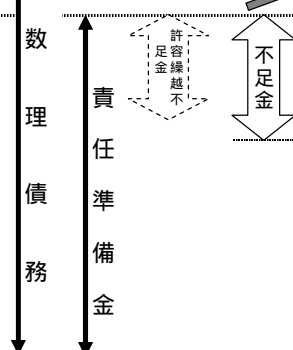 数理債務
責任準備金
許容繰越不
足金
不足金